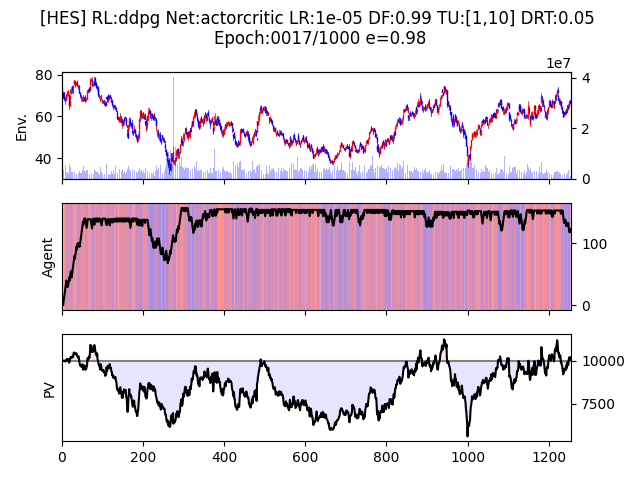 [HES] RL:ddpg Net:actorcritic LR:1e-05 DF:0.99 TU:[1,10] DRT:0.05
Epoch:0017/1000 e=0.98
1e7
80
60
40
Env.
4
2
0
Agent
100
0
PV
10000
7500
0
200
400
600
800
1000
1200